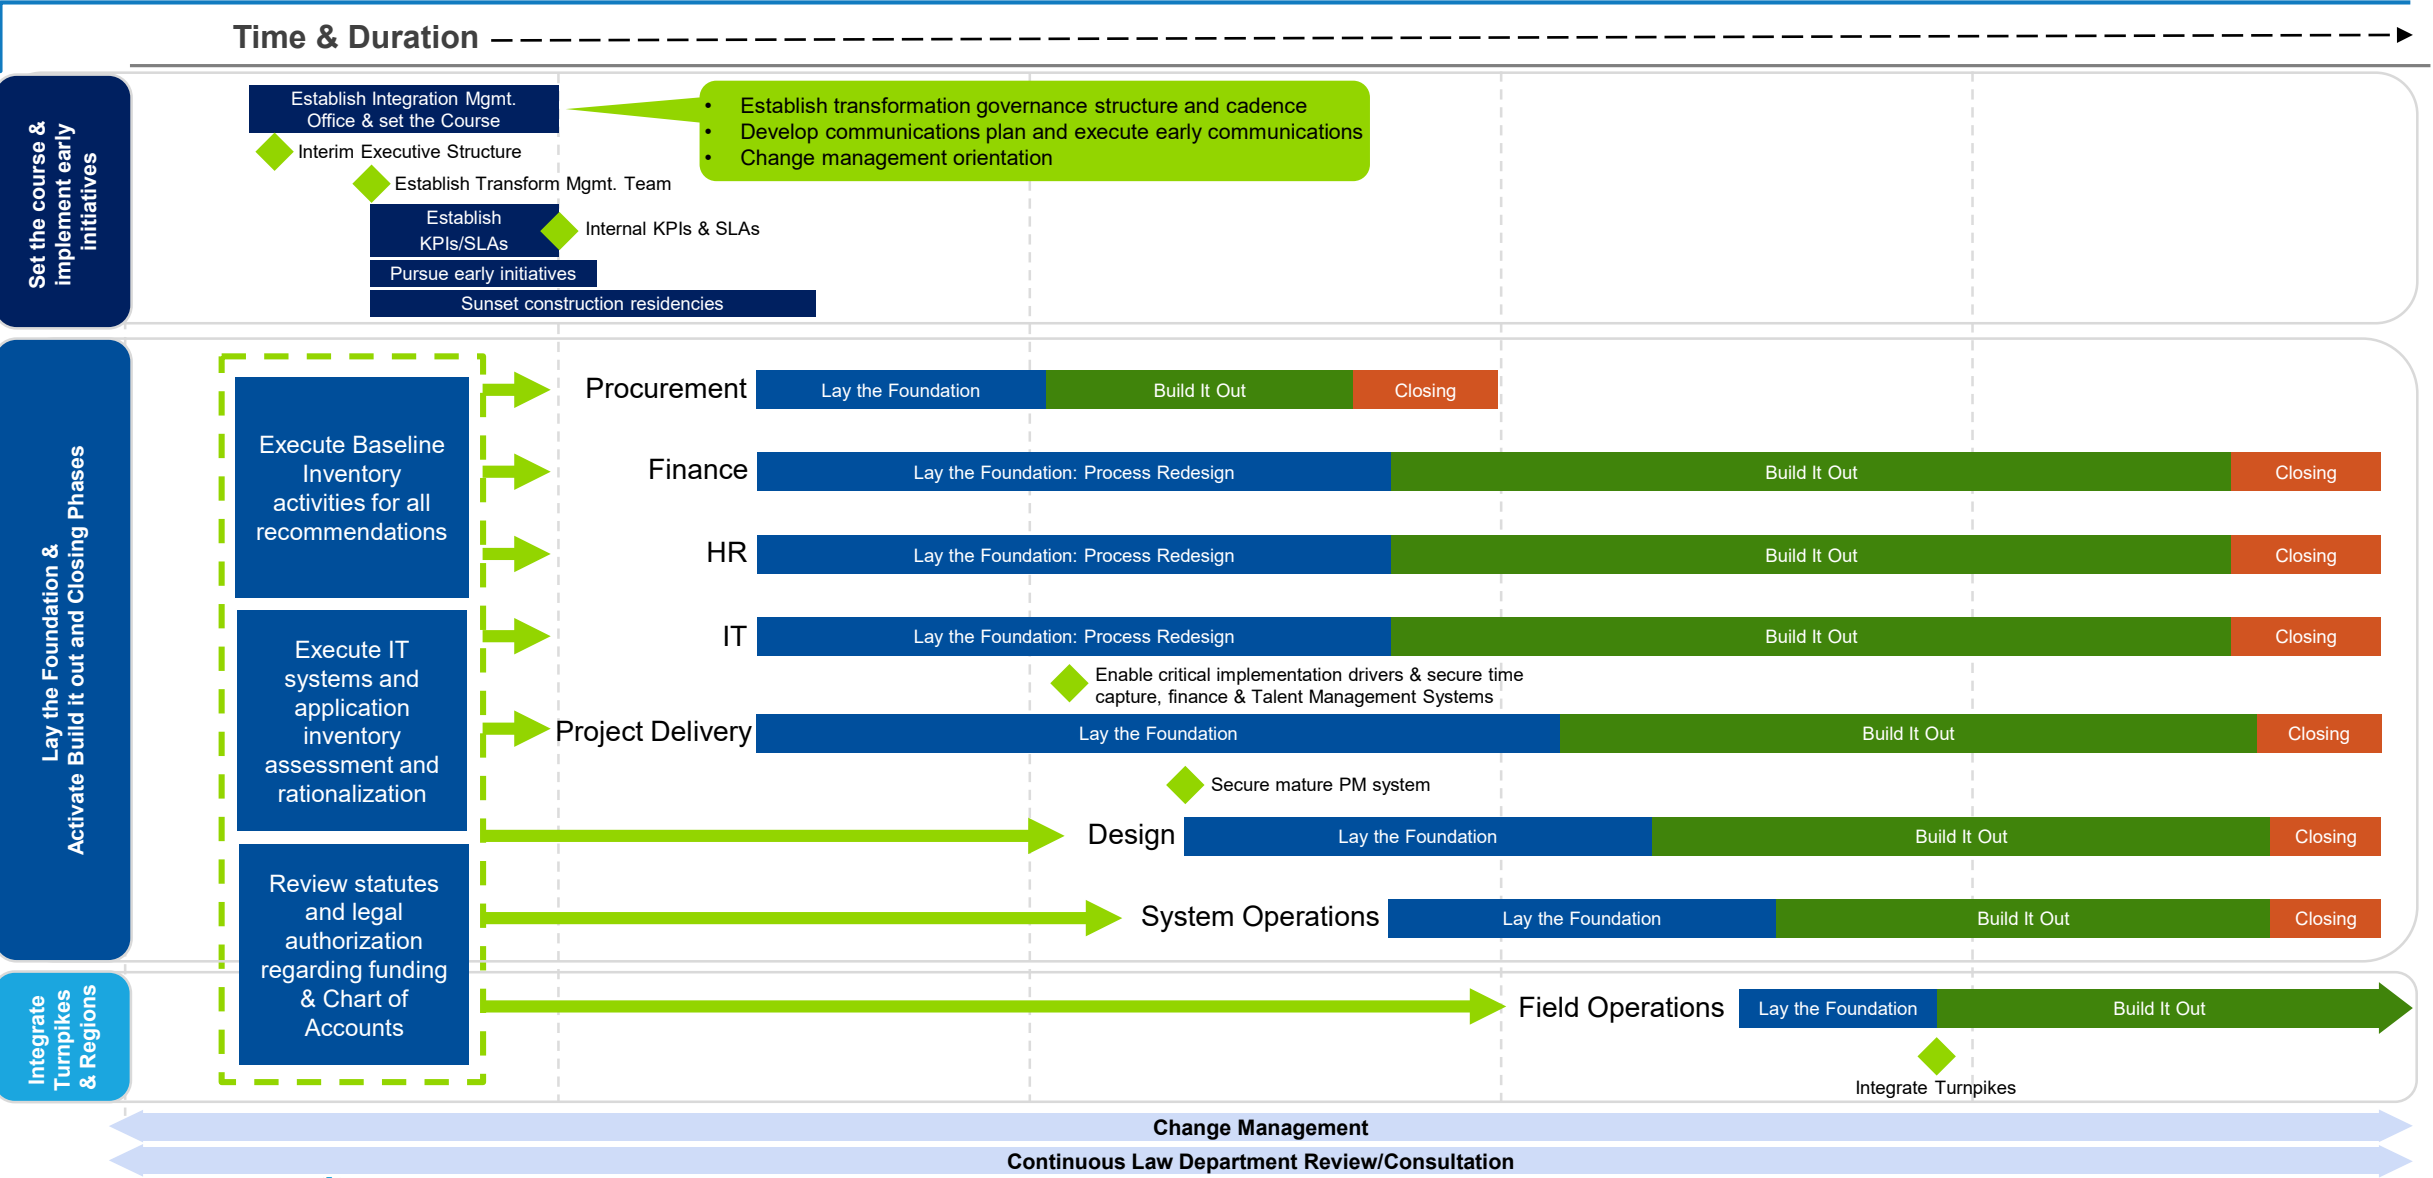 Time & Duration
Set the course &
implement early
initiatives
Establish Integration Mgmt.
Office & set the Course
• Establish transformation governance structure and cadence
• Develop communications plan and execute early communications
• Change management orientation
Interim Executive Structure
Establish Transform Mgmt. Team
Establish
KPIs/SLAs
Internal KPIs & SLAs
Pursue early initiatives
Sunset construction residencies
Lay the Foundation &
Activate Build it out and Closing Phases
Execute Baseline
Inventory
activities for all
recommendations
Execute IT
systems and
application
inventory
assessment and
rationalization
Review statutes
and legal
authorization
regarding funding
& Chart of
Accounts
Procurement
Lay the Foundation
Build It Out
Closing
Finance
Lay the Foundation: Process Redesign
Build It Out
Closing
HR
Lay the Foundation: Process Redesign
Build It Out
Closing
IT
Lay the Foundation: Process Redesign
Build It Out
Closing
Enable critical implementation drivers & secure time
capture, finance & Talent Management Systems
Project Delivery
Lay the Foundation
Build It Out
Closing
Secure mature PM system
Design
Lay the Foundation
Build It Out
Closing
System Operations
Lay the Foundation
Build It Out
Closing
Integrate
Turnpikes
& Regions
Field Operations
Lay the Foundation
Build It Out
Integrate Turnpikes
Change Management
Continuous Law Department Review/Consultation